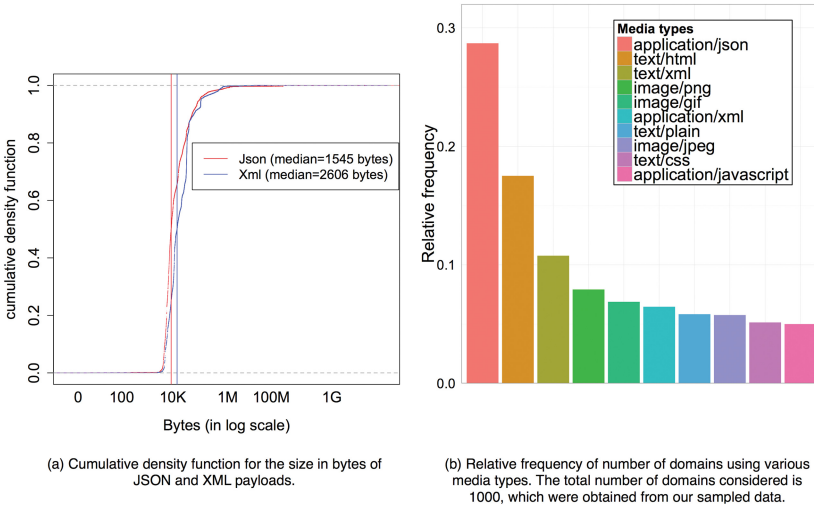 cumulative density function
1.0
0.8
0.6
0.4
0.2
0.0
Json (median=1545 bytes)
Xml (median=2606 bytes)
0 100 10K 1M 100M 1G
Bytes (in log scale)
(a) Cumulative density function for the size in bytes of
JSON and XML payloads.
Relative frequency
0.3
0.2
0.1
0.0
Media types
application/json
text/html
text/xml
image/png
image/gif
application/xml
text/plain
image/jpeg
text/css
application/javascript
(b) Relative frequency of number of domains using various
media types. The total number of domains considered is
1000, which were obtained from our sampled data.